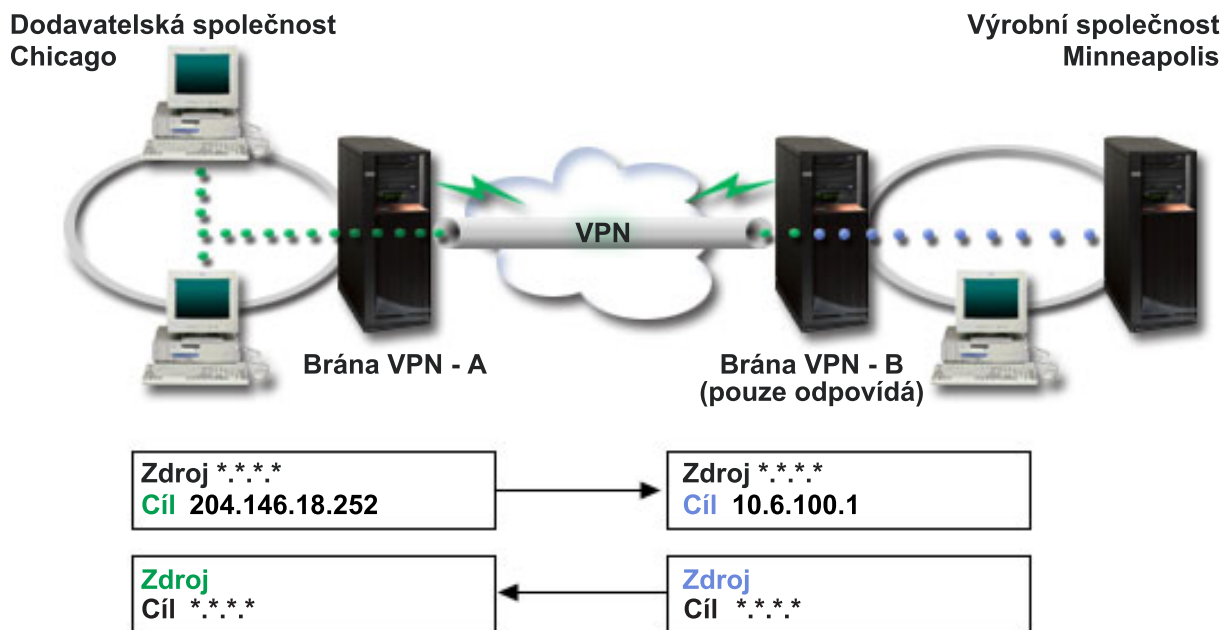 Dodavatelská společnost
Chicago
Výrobní společnost
Minneapolis
VPN
Brána VPN - A
Brána VPN - B
(pouze odpovídá)
Zdroj *.*.*.*
Cíl 204.146.18.252
Zdroj *.*.*.*
Cíl 10.6.100.1
Zdroj
Cíl *.*.*.*
Zdroj
Cíl *.*.*.*